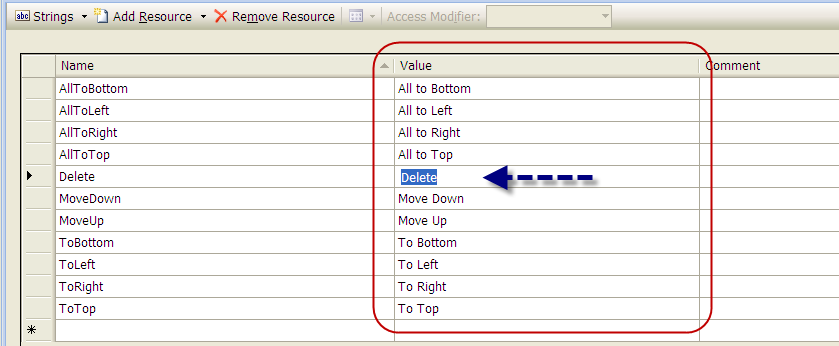 abc Strings Add Resource Remove Resource Access Modifier:
Name Value Comment
AllToBottom All to Bottom
AllToLeft All to Left
AllToRight All to Right
AllToTop All to Top
Delete Delete
MoveDown Move Down
MoveUp Move Up
ToBottom To Bottom
ToLeft To Left
ToRight To Right
ToTop To Top